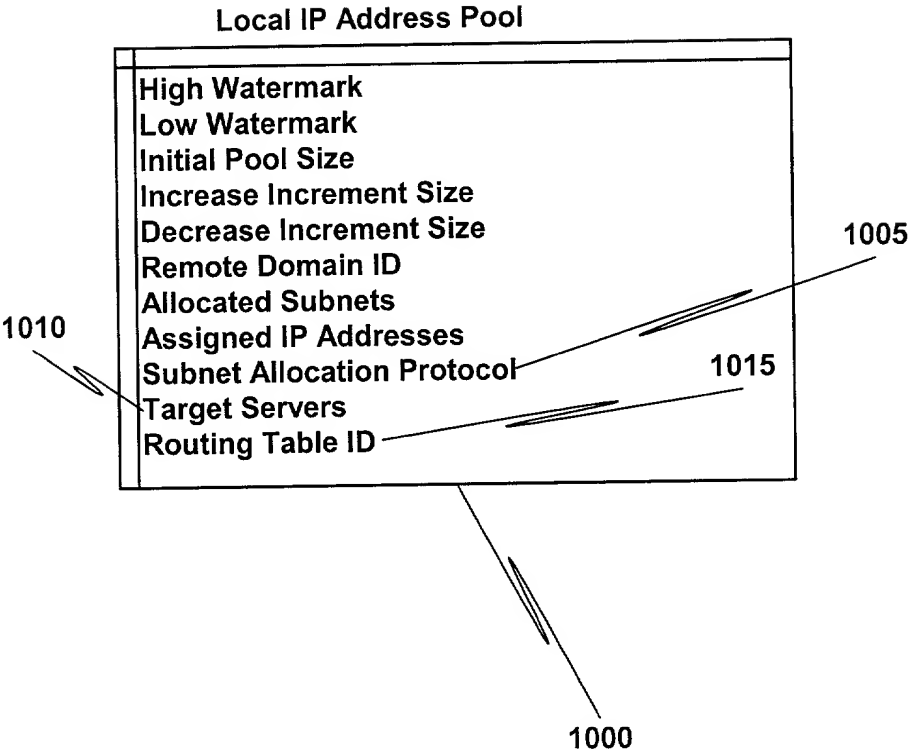 Local IP Address Pool
High Watermark
Low Watermark
Initial Pool Size
Increase Increment Size
Decrease Increment Size
1005
Remote Domain ID
Allocated Subnets
1010
Assigned IP Addresses
Subnet Allocation Protocol
1015
Target Servers
Routing Table ID
1000